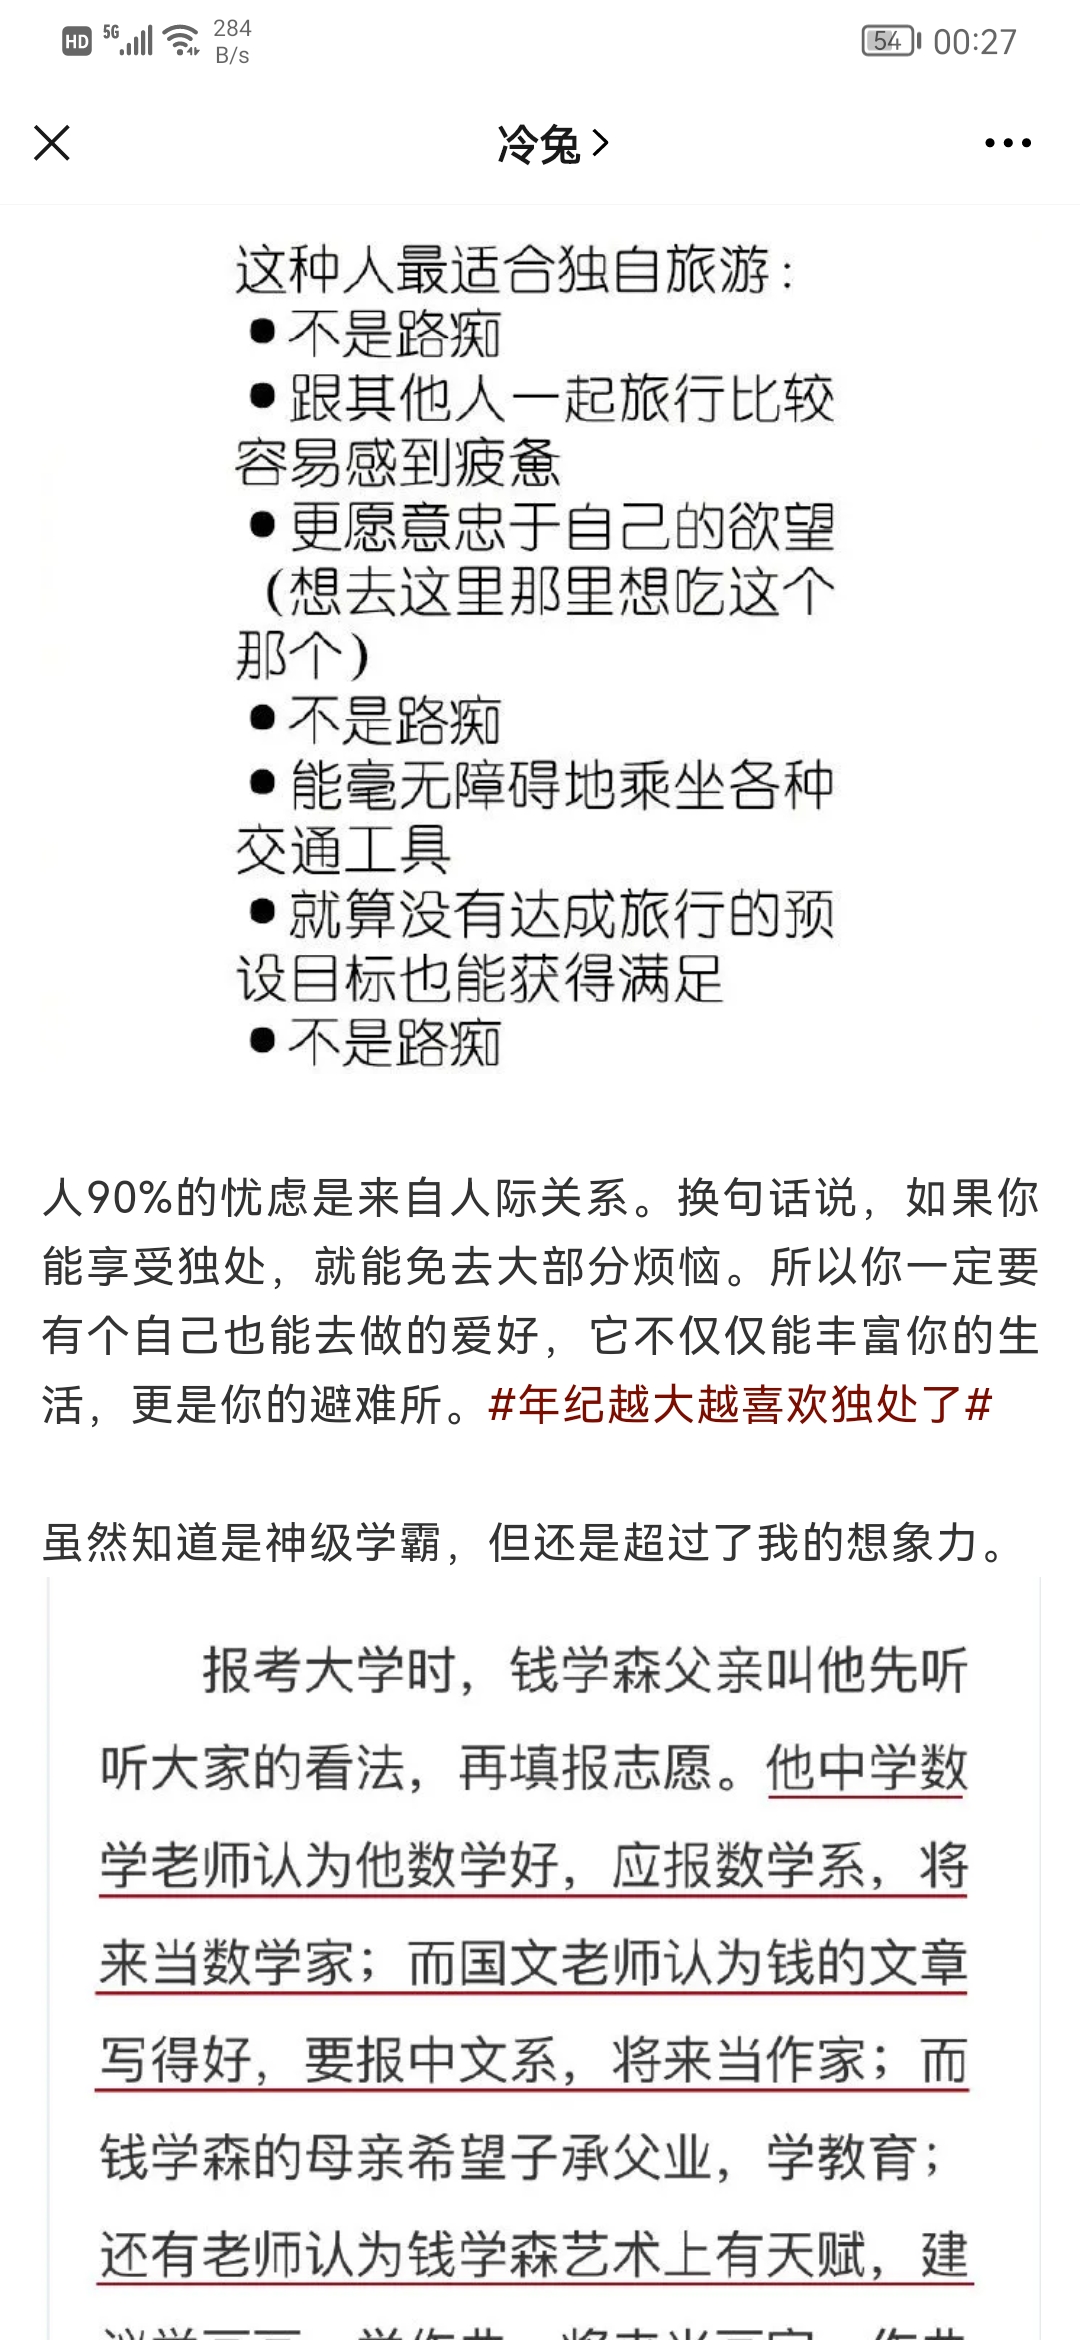 HD 5G 284 B/s 54 00:27
冷兔
这种人最适合独自旅游:
●不是路痴
●跟其他人一起旅行比较
容易感到疲惫
●更愿意忠于自己的欲望
(想去这里那里想吃这个
那个)
●不是路痴
●能毫无障碍地乘坐各种
交通工具
●就算没有达成旅行的预
设目标也能获得满足
●不是路痴
人90%的忧虑是来自人际关系。换句话说，如果你
能享受独处，就能免去大部分烦恼。所以你一定要
有个自己也能去做的爱好，它不仅仅能丰富你的生
活，更是你的避难所。#年纪越大越喜欢独处了#
虽然知道是神级学霸，但还是超过了我的想象力。
报考大学时，钱学森父亲叫他先听
听大家的看法，再填报志愿。他中学数
学老师认为他数学好，应报数学系，将
来当数学家；而国文老师认为钱的文章
写得好，要报中文系，将来当作家；而
钱学森的母亲希望子承父业，学教育；
还有老师认为钱学森艺术上有天赋，建